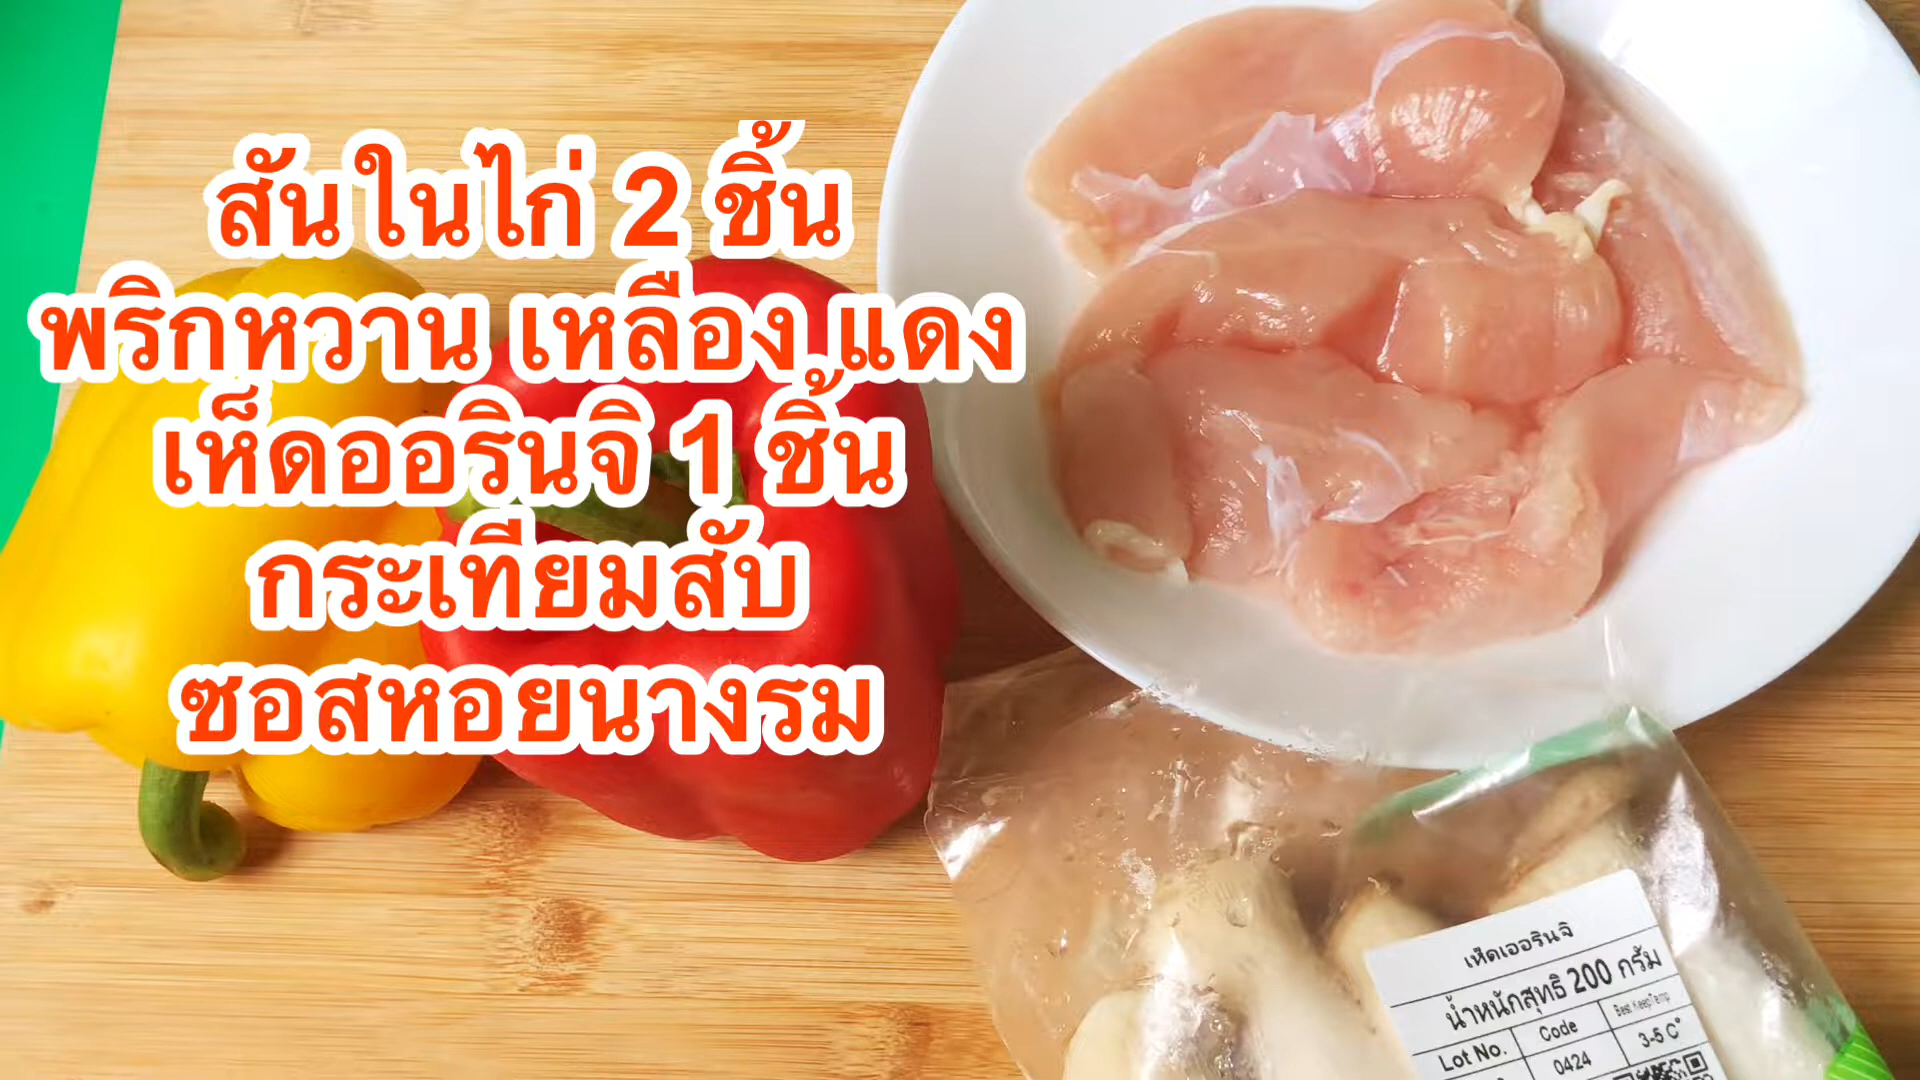 สันในไก่ 2 ชิ้น
พริกหวาน เหลือง แดง
เห็ดออรินจิ 1 ชิ้น
กระเทียมสับ
ซอสหอยนางรม
เห็ดเออรินจิ
น้ำหนักสุทธิ 200 กรัม
Lot No. Code Best KeepTemp
0424 3-5 C°